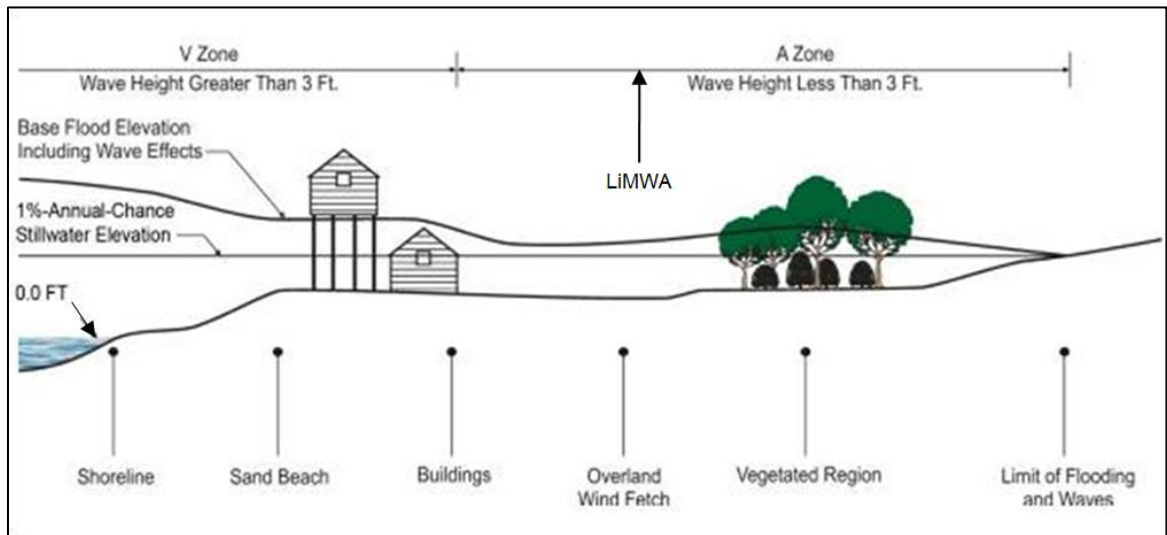 V Zone
Wave Height Greater Than 3 Ft.
A Zone
Wave Height Less Than 3 Ft.
LiMWA
Base Flood Elevation
Including Wave Effects
1%-Annual-Chance
Stillwater Elevation
0.0 FT
Shoreline
Sand Beach
Buildings
Overland
Wind Fetch
Vegetated Region
Limit of Flooding
and Waves